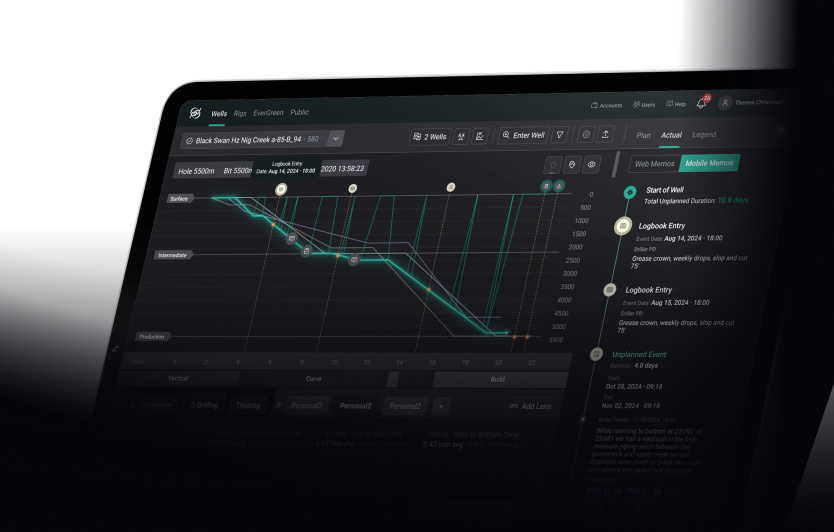 Wells Rigs EverGreen Public
Accounts Users Help 26
Black Swan Hz Nig Creek a-85-B_94 · 580
2 Wells
Enter Well
Plan Actual Legend
Hole 5500m Bit 5500m
Logbook Entry
Date: Aug 14, 2024 · 18:00
2020 13:58:23
Web Memos Mobile Memos
Surface
Intermediate
Production
0
500
1000
1500
2000
2500
3000
3500
4000
4500
5000
5500
Days 0 2 4 6 8 10 12 14 16 18 20 22
Vertical Curve Build
Overview Drilling Tripping Personal2 Personal2 Personal2 +
Add Lens
Start of Well
Total Unplanned Duration: 10.8 days
Logbook Entry
Event Date: Aug 14, 2024 · 18:00
Driller PD
Grease crown, weekly drops, slop and cut
75'
Logbook Entry
Event Date: Aug 15, 2024 · 18:00
Driller PD
Grease crown, weekly drops, slop and cut
75'
Unplanned Event
Duration: 4.0 days
Start
Oct 28, 2024 · 09:18
End
Nov 02, 2024 · 09:18
While reaming to bottom at